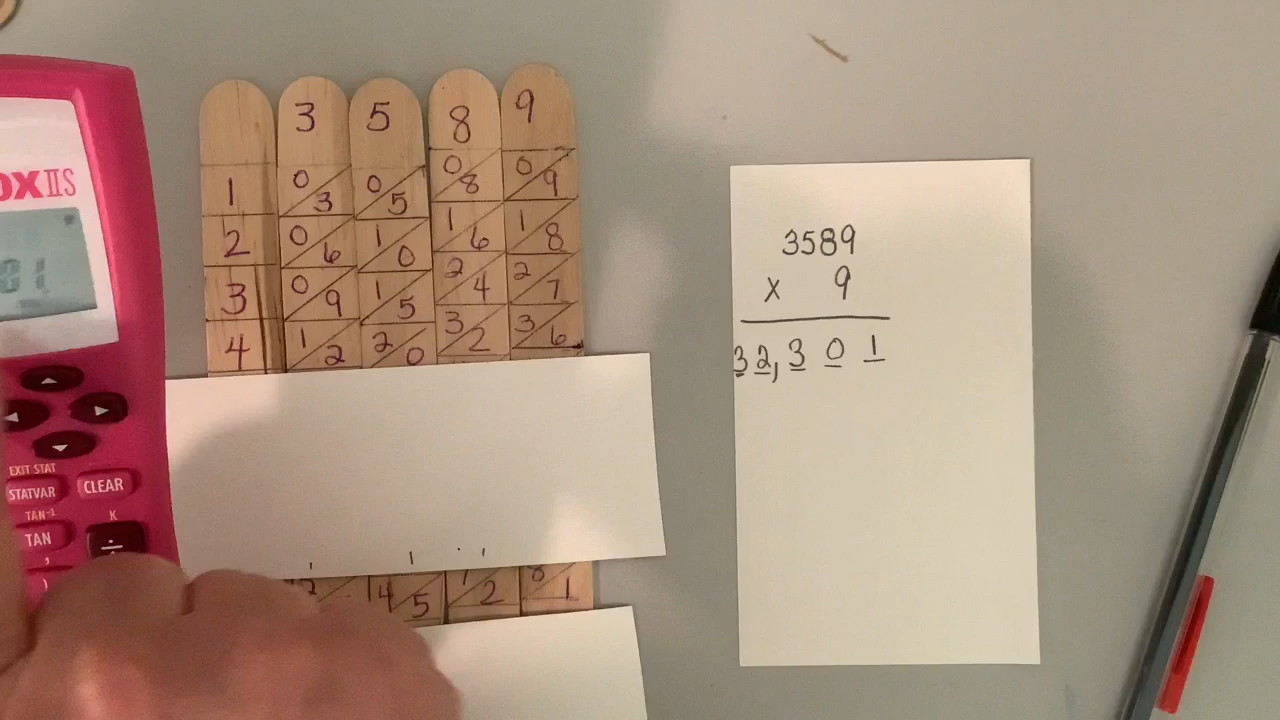 3 5 8 9
1 0/3 0/5 0/8 0/9
2 0/6 1/0 1/6 1/8
3 0/9 1/5 2/4 2/7
4 1/2 2/0 3/2 3/6
4/5 7/2 8/1
3589
x 9
32,301
OXIIS
81
EXIT STAT
STATVAR CLEAR
TAN-1 K
TAN ÷